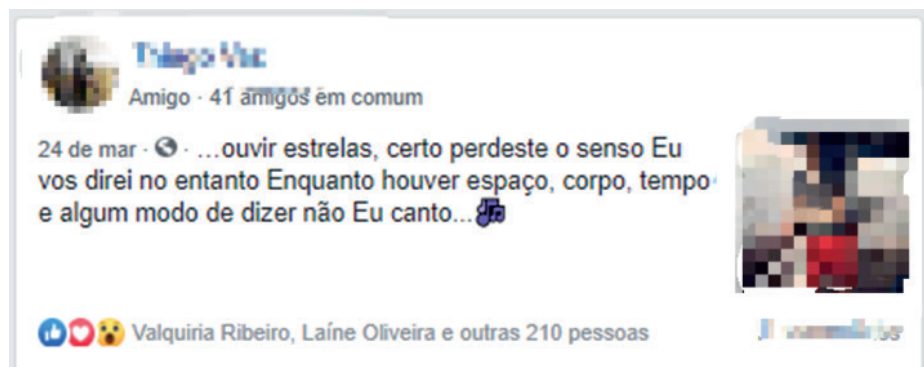 Amigo · 41 amigos em comum
24 de mar · · ...ouvir estrelas, certo perdeste o senso Eu
vos direi no entanto Enquanto houver espaço, corpo, tempo
e algum modo de dizer não Eu canto...
Valquiria Ribeiro, Laíne Oliveira e outras 210 pessoas